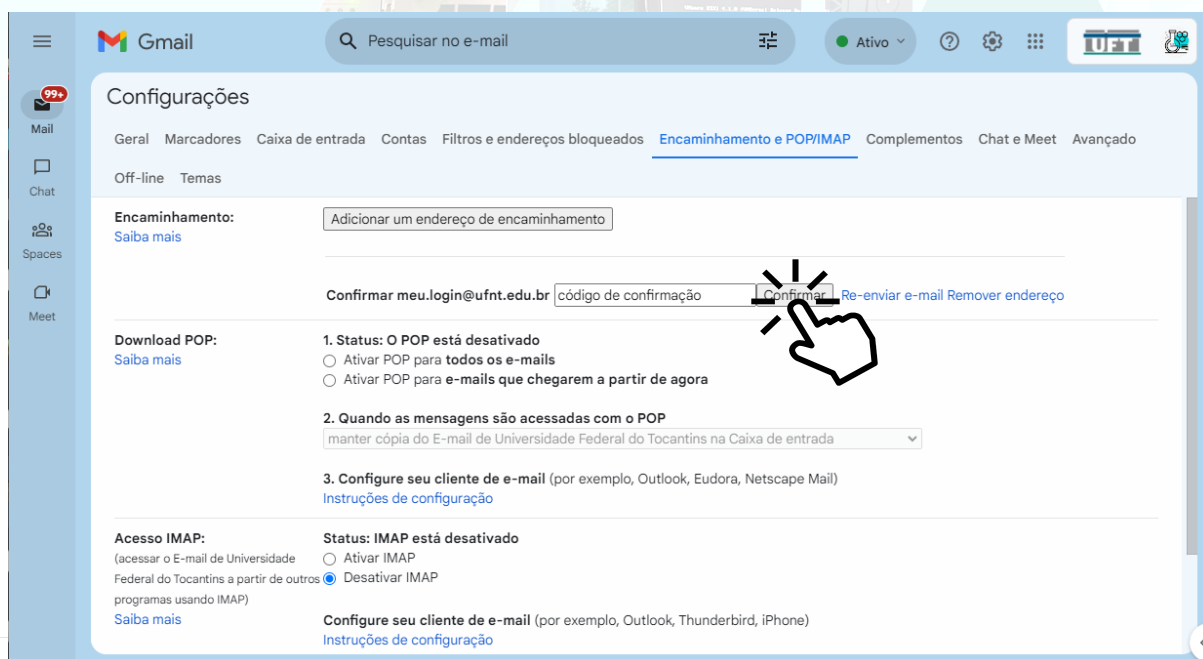 Gmail
Pesquisar no e-mail
Ativo
UFT
99+
Mail
Chat
Spaces
Meet
Configurações
Geral Marcadores Caixa de entrada Contas Filtros e endereços bloqueados Encaminhamento e POP/IMAP Complementos Chat e Meet Avançado
Off-line Temas
Encaminhamento:
Saiba mais
Adicionar um endereço de encaminhamento
Confirmar meu.login@ufnt.edu.br código de confirmação Confirmar Re-enviar e-mail Remover endereço
Download POP:
Saiba mais
1. Status: O POP está desativado
Ativar POP para todos os e-mails
Ativar POP para e-mails que chegarem a partir de agora
2. Quando as mensagens são acessadas com o POP
manter cópia do E-mail de Universidade Federal do Tocantins na Caixa de entrada
3. Configure seu cliente de e-mail (por exemplo, Outlook, Eudora, Netscape Mail)
Instruções de configuração
Acesso IMAP:
(acessar o E-mail de Universidade
Federal do Tocantins a partir de outros
programas usando IMAP)
Saiba mais
Status: IMAP está desativado
Ativar IMAP
Desativar IMAP
Configure seu cliente de e-mail (por exemplo, Outlook, Thunderbird, iPhone)
Instruções de configuração